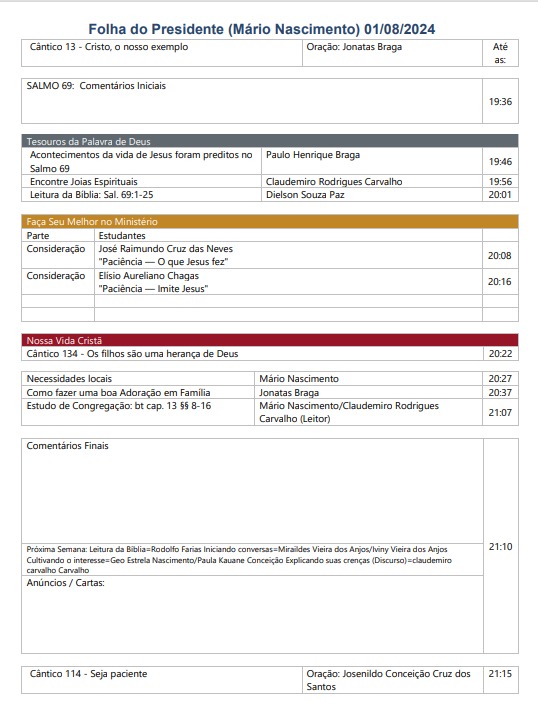 Folha do Presidente (Mário Nascimento) 01/08/2024
Cântico 13 - Cristo, o nosso exemplo Oração: Jonatas Braga Até
as:
SALMO 69: Comentários Iniciais
19:36
Tesouros da Palavra de Deus
Acontecimentos da vida de Jesus foram preditos no Paulo Henrique Braga
Salmo 69
19:46
Encontre Joias Espirituais Claudemiro Rodrigues Carvalho 19:56
Leitura da Bíblia: Sal. 69:1-25 Dielson Souza Paz 20:01
Faça Seu Melhor no Ministério
Parte Estudantes
Consideração José Raimundo Cruz das Neves
"Paciência — O que Jesus fez"
20:08
Consideração Elísio Aureliano Chagas
"Paciência — Imite Jesus"
20:16
Nossa Vida Cristã
Cântico 134 - Os filhos são uma herança de Deus 20:22
Necessidades locais Mário Nascimento 20:27
Como fazer uma boa Adoração em Família Jonatas Braga 20:37
Estudo de Congregação: bt cap. 13 §§ 8-16 Mário Nascimento/Claudemiro Rodrigues
Carvalho (Leitor)
21:07
Comentários Finais
21:10
Próxima Semana: Leitura da Bíblia=Rodolfo Farias Iniciando conversas=Miraildes Vieira dos Anjos/Iviny Vieira dos Anjos
Cultivando o interesse=Geo Estrela Nascimento/Paula Kauane Conceição Explicando suas crenças (Discurso)=claudemiro
carvalho Carvalho
Anúncios / Cartas:
Cântico 114 - Seja paciente Oração: Josenildo Conceição Cruz dos 21:15
Santos